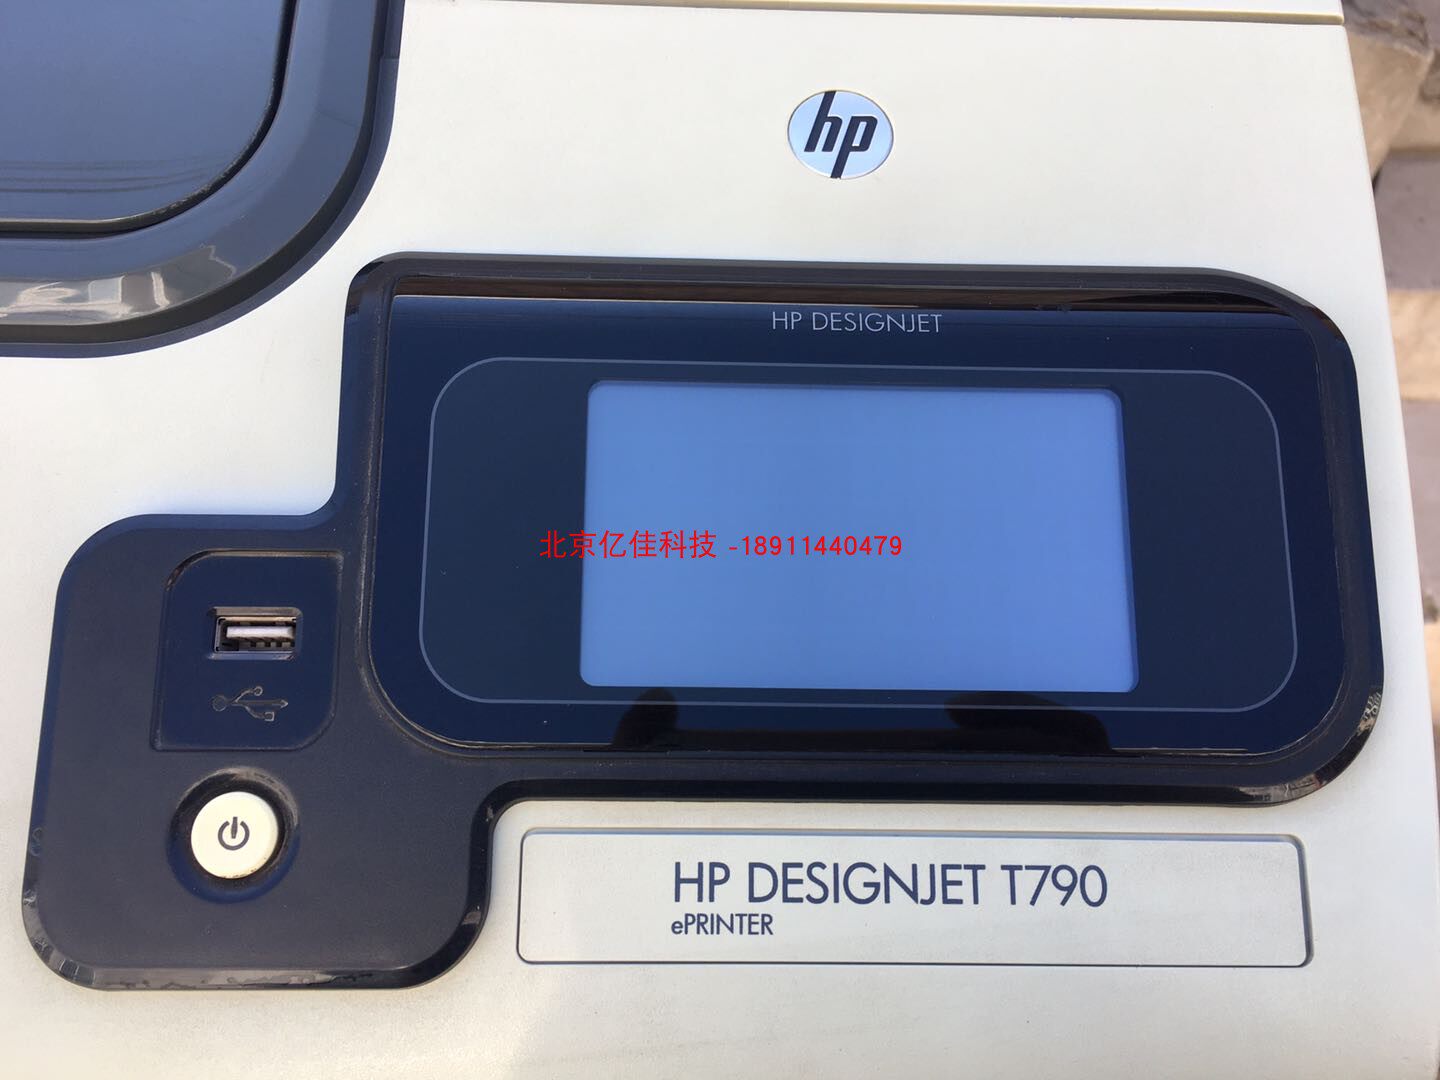 hp
HP DESIGNJET
北京亿佳科技 -18911440479
HP DESIGNJET T790
ePRINTER